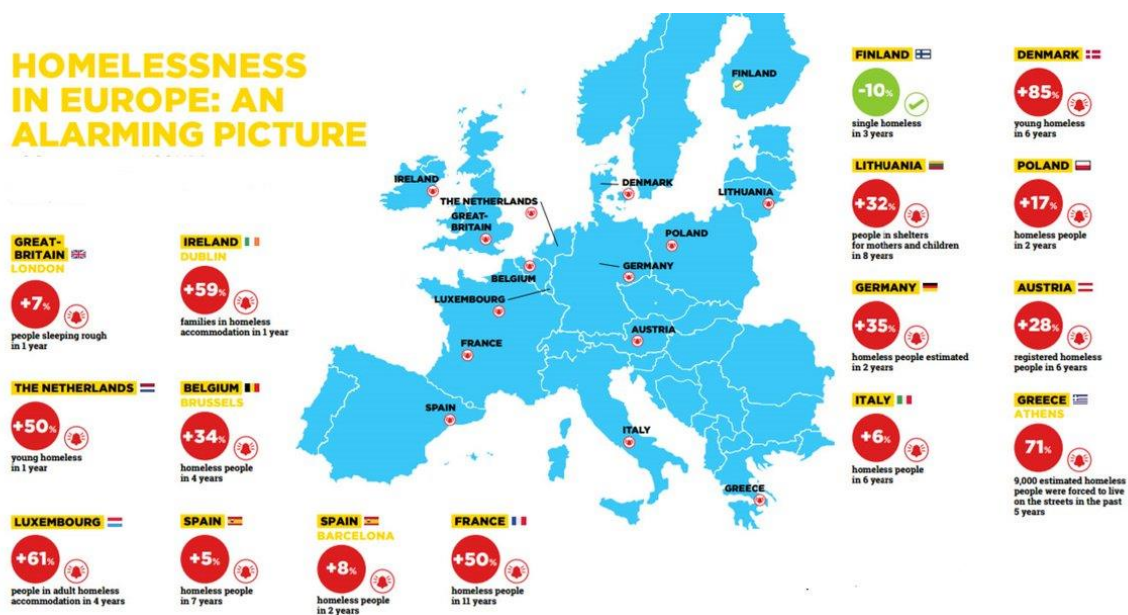 HOMELESSNESS
IN EUROPE: AN
ALARMING PICTURE
GREAT-
BRITAIN
LONDON
+7%
people sleeping rough
in 1 year
IRELAND
DUBLIN
+59%
families in homeless
accommodation in 1 year
THE NETHERLANDS
+50%
young homeless
in 1 year
BELGIUM
BRUSSELS
+34%
homeless people
in 4 years
LUXEMBOURG
+61%
people in adult homeless
accommodation in 4 years
SPAIN
+5%
homeless people
in 7 years
SPAIN
BARCELONA
+8%
homeless people
in 2 years
FRANCE
+50%
homeless people
in 11 years
FINLAND
IRELAND
DENMARK
LITHUANIA
THE NETHERLANDS
GREAT-
BRITAIN
POLAND
BELGIUM
GERMANY
LUXEMBOURG
AUSTRIA
FRANCE
SPAIN
ITALY
GREECE
FINLAND
-10%
single homeless
in 3 years
DENMARK
+85%
young homeless
in 6 years
LITHUANIA
+32%
people in shelters
for mothers and children
in 8 years
POLAND
+17%
homeless people
in 2 years
GERMANY
+35%
homeless people estimated
in 2 years
AUSTRIA
+28%
registered homeless
people in 6 years
ITALY
+6%
homeless people
in 6 years
GREECE
ATHENS
71%
9,000 estimated homeless
people were forced to live
on the streets in the past
5 years